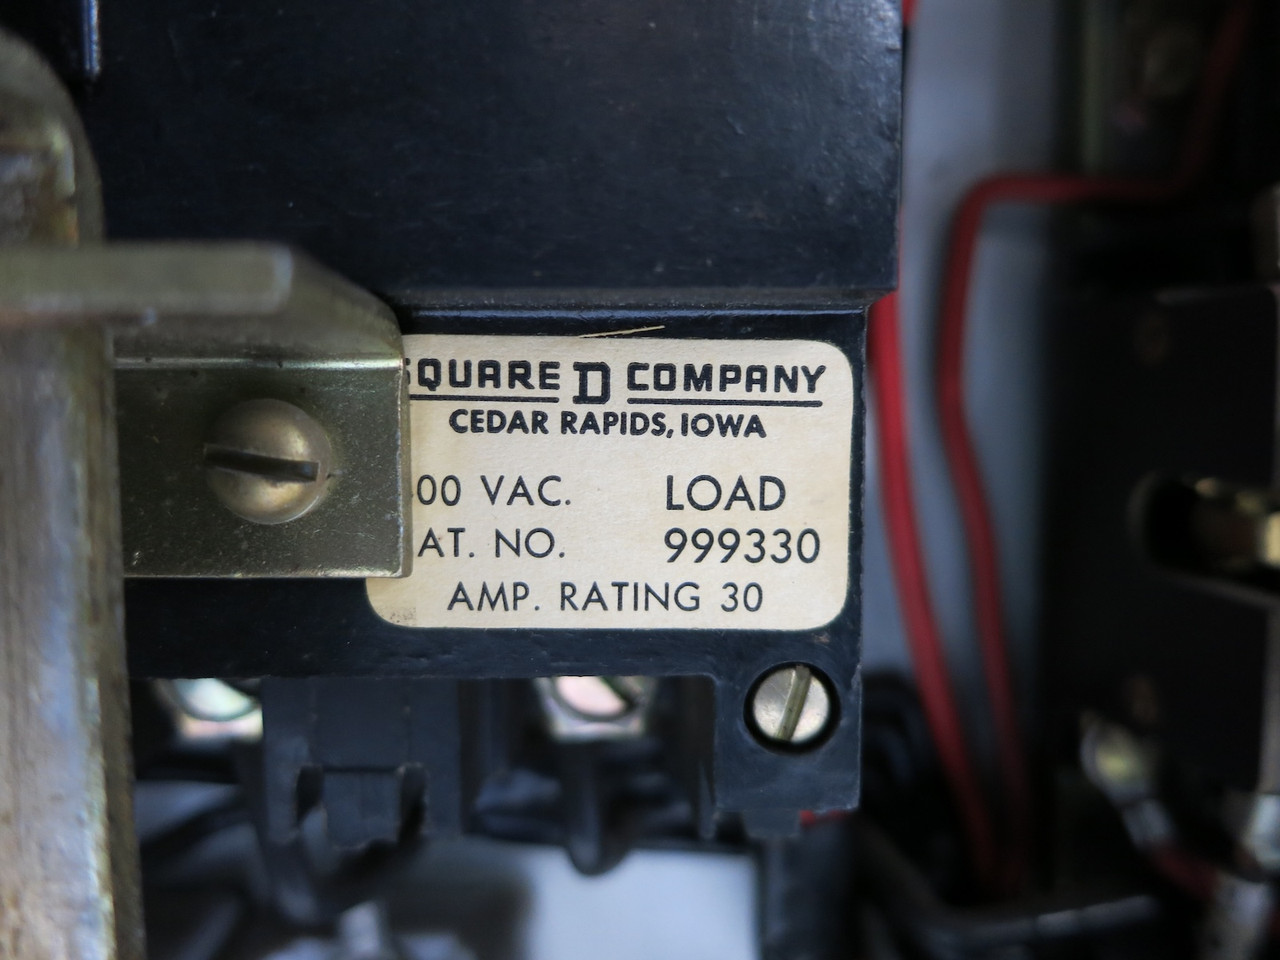 SQUARE D COMPANY
CEDAR RAPIDS, IOWA
00 VAC. LOAD
AT. NO. 999330
AMP. RATING 30